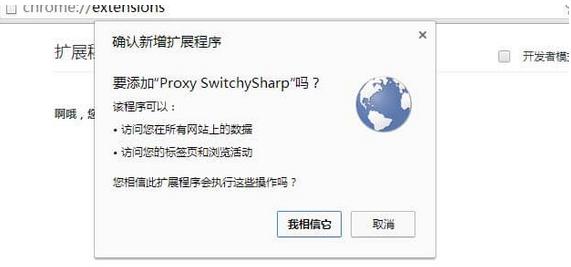 chrome://extensions
确认新增扩展程序
扩展程
开发者模式
要添加“Proxy SwitchySharp”吗？
该程序可以：
啊哦，您
• 访问您在所有网站上的数据
• 访问您的标签页和浏览活动
您相信此扩展程序会执行这些操作吗？
我相信它
取消